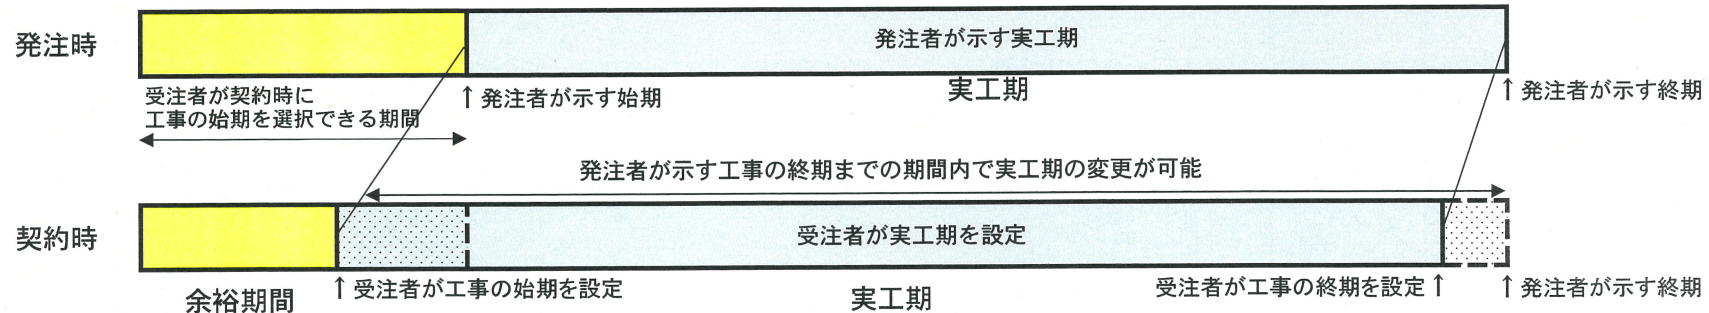 発注時
発注者が示す実工期
受注者が契約時に
工事の始期を選択できる期間
↑発注者が示す始期
実工期
↑発注者が示す終期
発注者が示す工事の終期までの期間内で実工期の変更が可能
契約時
受注者が実工期を設定
余裕期間
↑受注者が工事の始期を設定
実工期
受注者が工事の終期を設定↑
↑発注者が示す終期